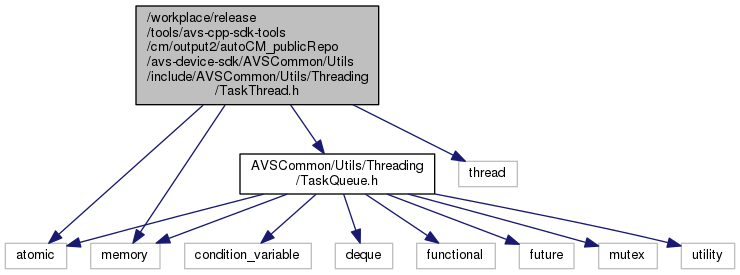 /workplace/release
/tools/avs-cpp-sdk-tools
/cm/output2/autoCM_publicRepo
/avs-device-sdk/AVSCommon/Utils
/include/AVSCommon/Utils/Threading
/TaskThread.h
AVSCommon/Utils/Threading
/TaskQueue.h
thread
atomic
memory
condition_variable
deque
functional
future
mutex
utility